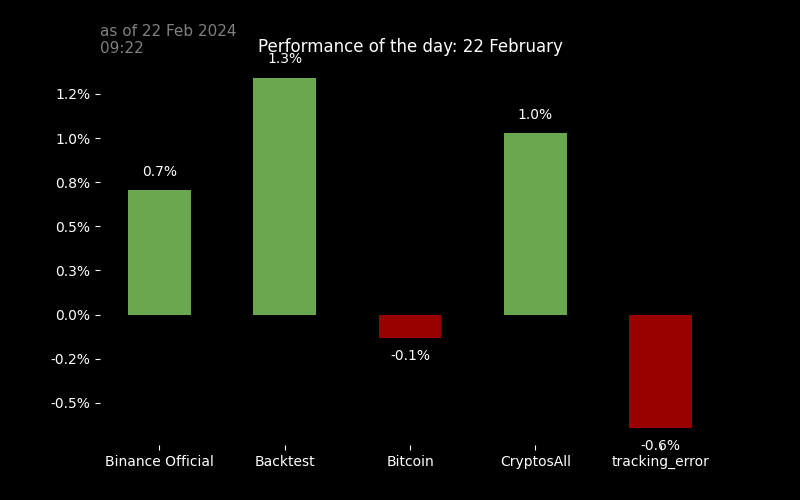 as of 22 Feb 2024
09:22
Performance of the day: 22 February
1.3%
1.2%
1.0%
1.0%
0.7%
0.8%
0.5%
0.3%
0.0%
-0.2%
-0.1%
-0.5%
-0.6%
Binance Official
Backtest
Bitcoin
CryptosAll
tracking_error